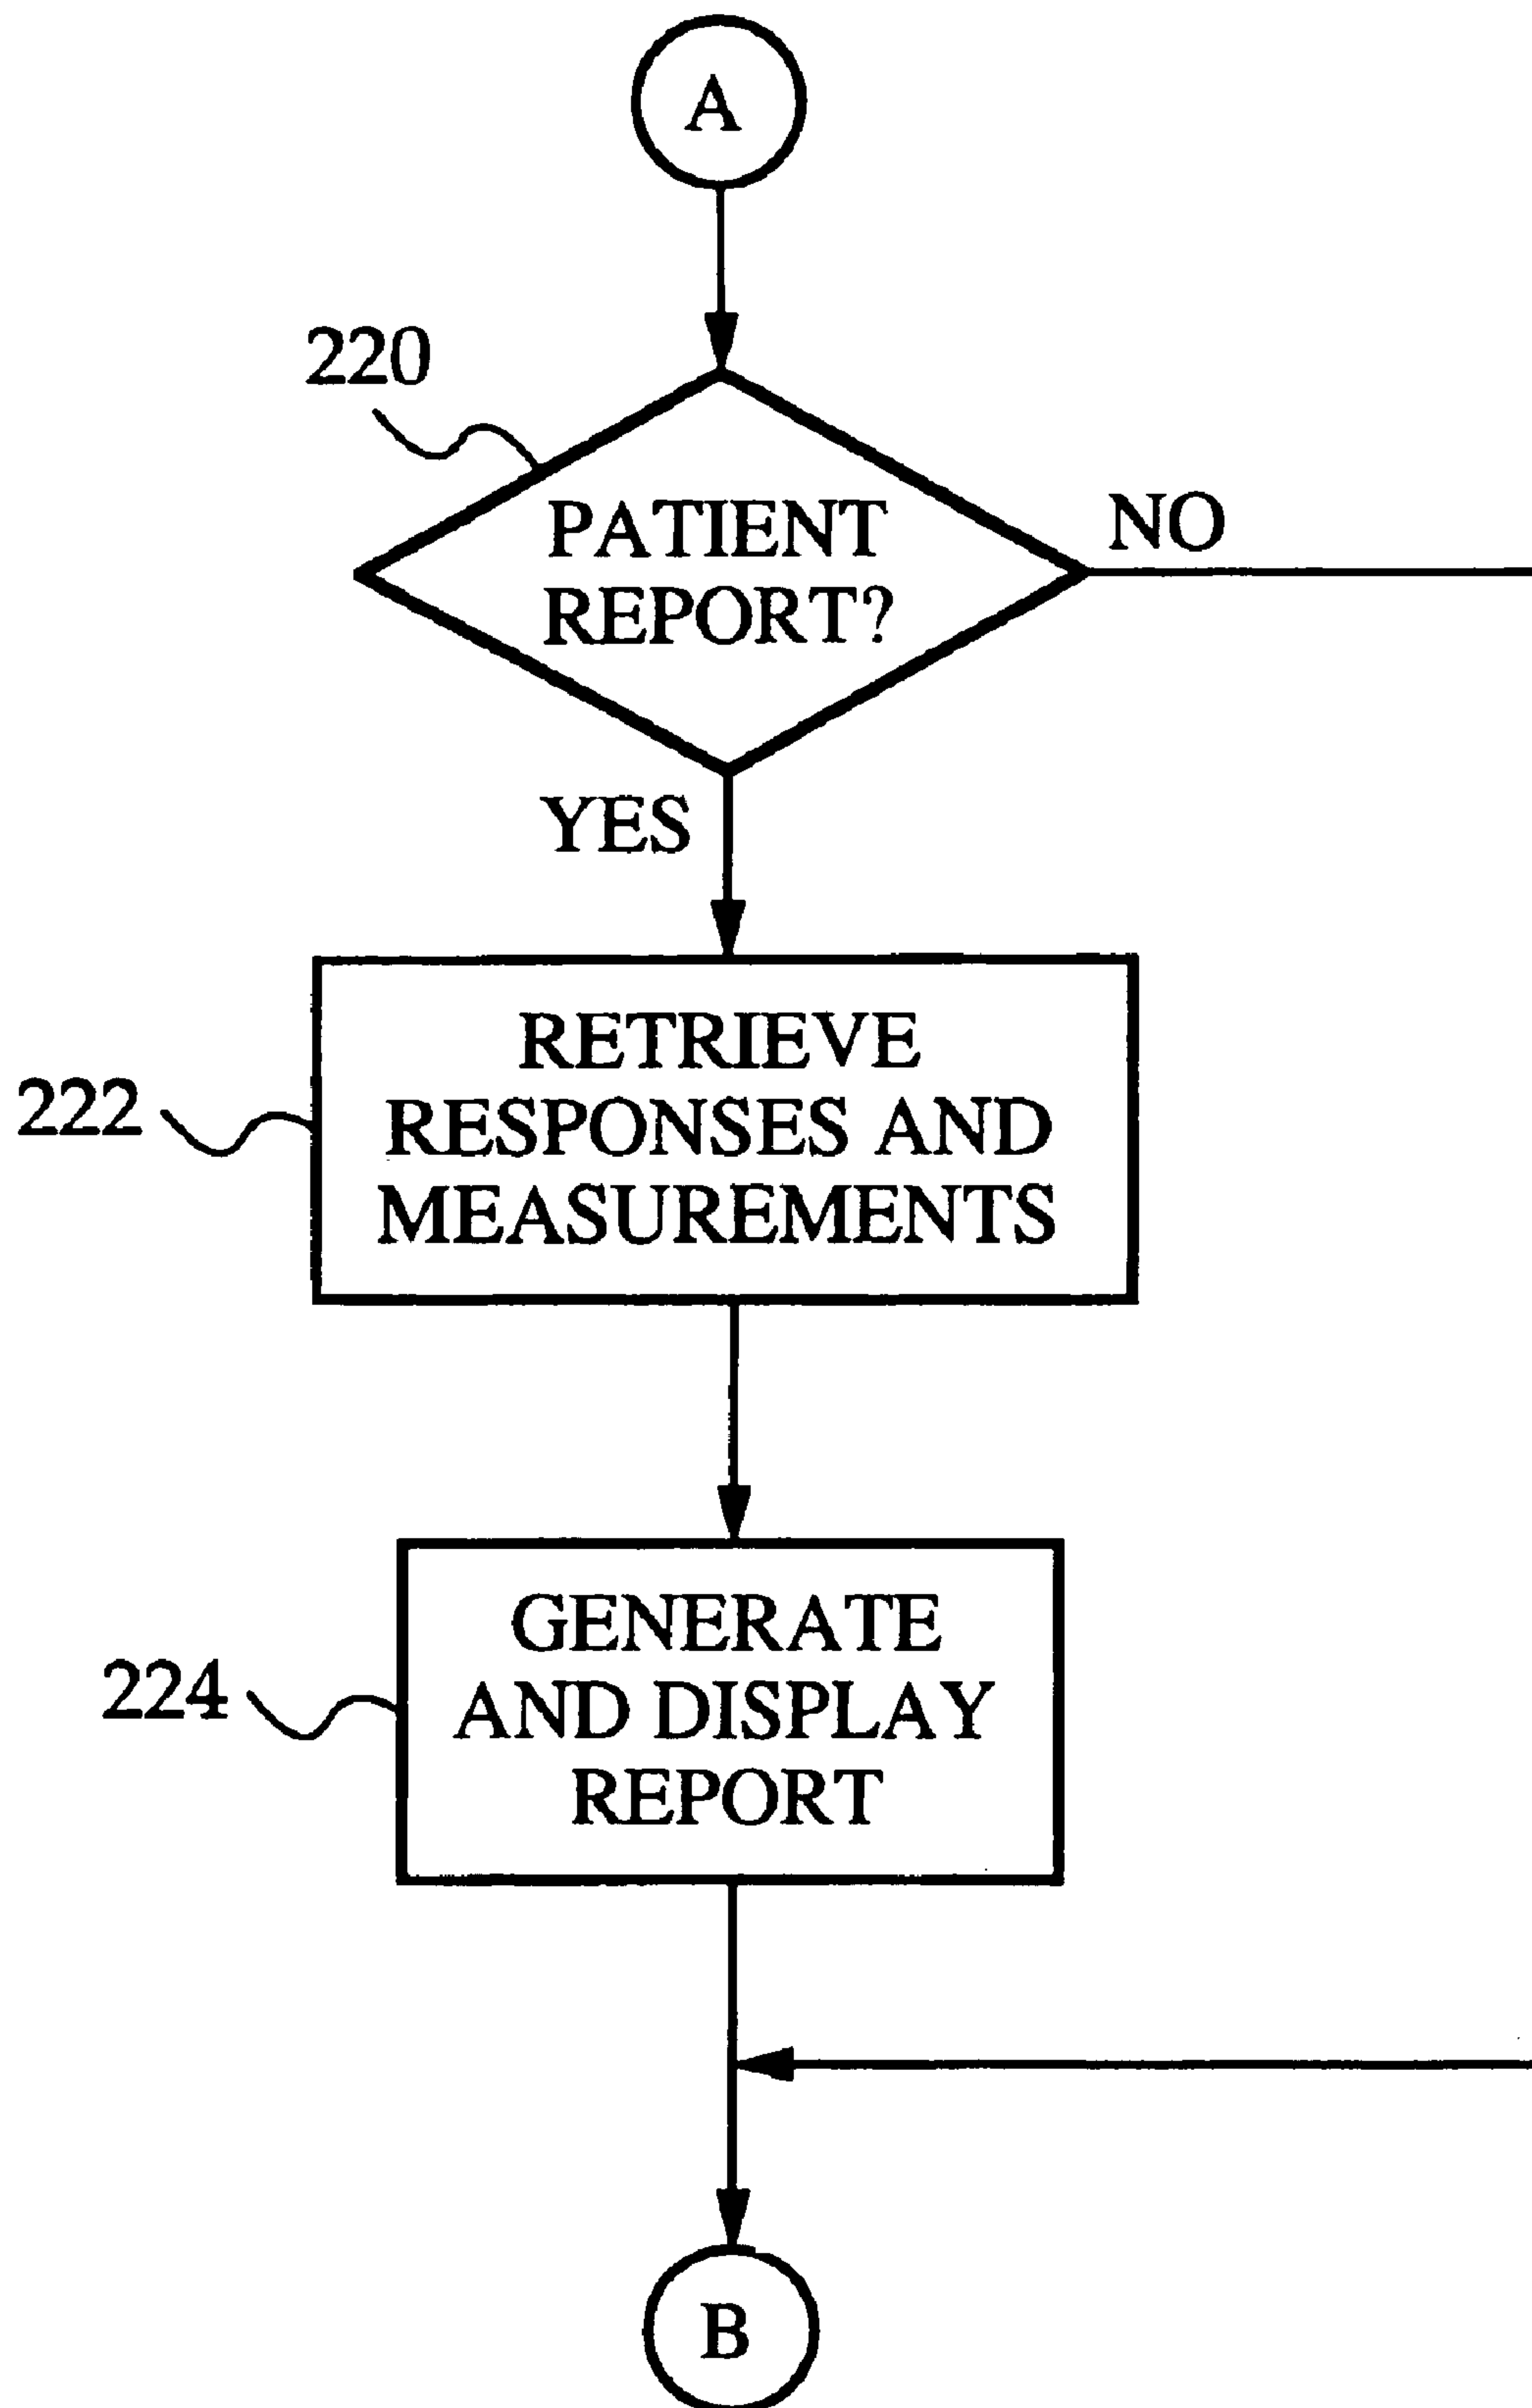 A
220
PATIENT
REPORT?
NO
YES
222
RETRIEVE
RESPONSES AND
MEASUREMENTS
224
GENERATE
AND DISPLAY
REPORT
B